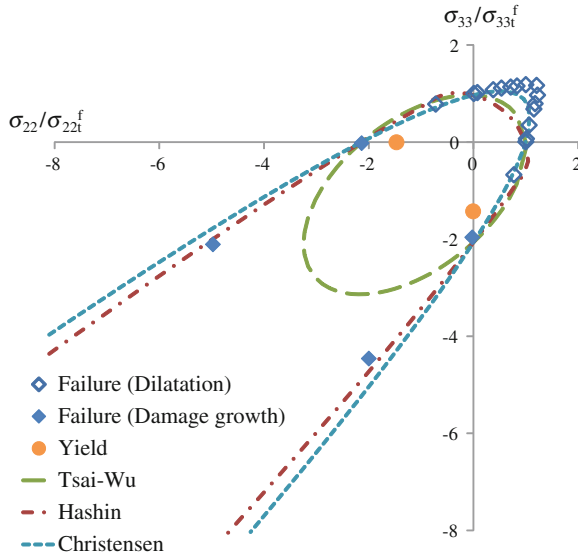 σ33/σ33t^f
σ22/σ22t^f
2
0
-2
-4
-6
-8
-8 -6 -4 -2 0 2
Failure (Dilatation)
Failure (Damage growth)
Yield
Tsai-Wu
Hashin
Christensen